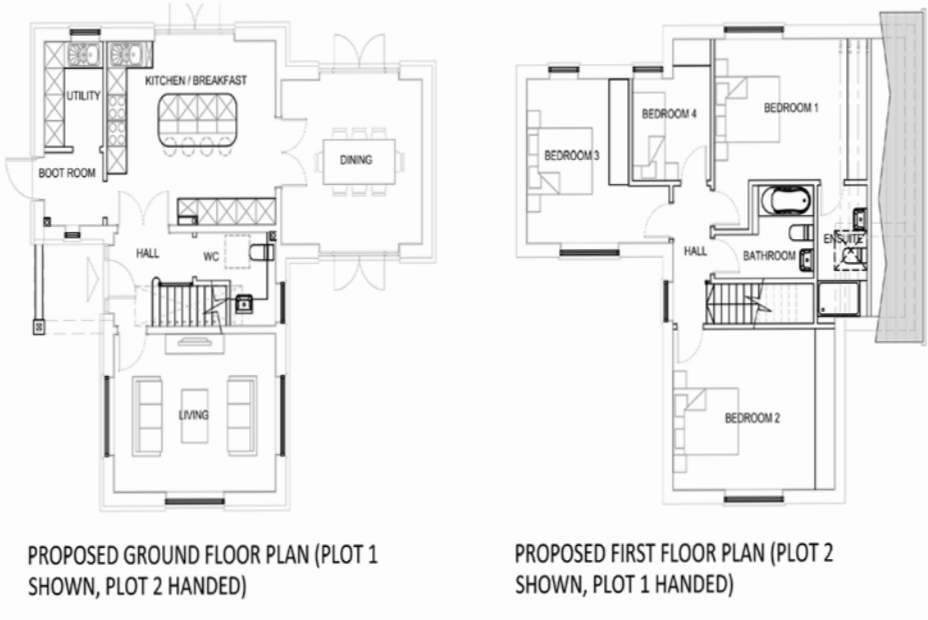 KITCHEN / BREAKFAST
UTILITY
DINING
BOOT ROOM
HALL
WC
LIVING
PROPOSED GROUND FLOOR PLAN (PLOT 1
SHOWN, PLOT 2 HANDED)
BEDROOM 1
BEDROOM 4
BEDROOM 3
ENSUITE
HALL
BATHROOM
BEDROOM 2
PROPOSED FIRST FLOOR PLAN (PLOT 2
SHOWN, PLOT 1 HANDED)